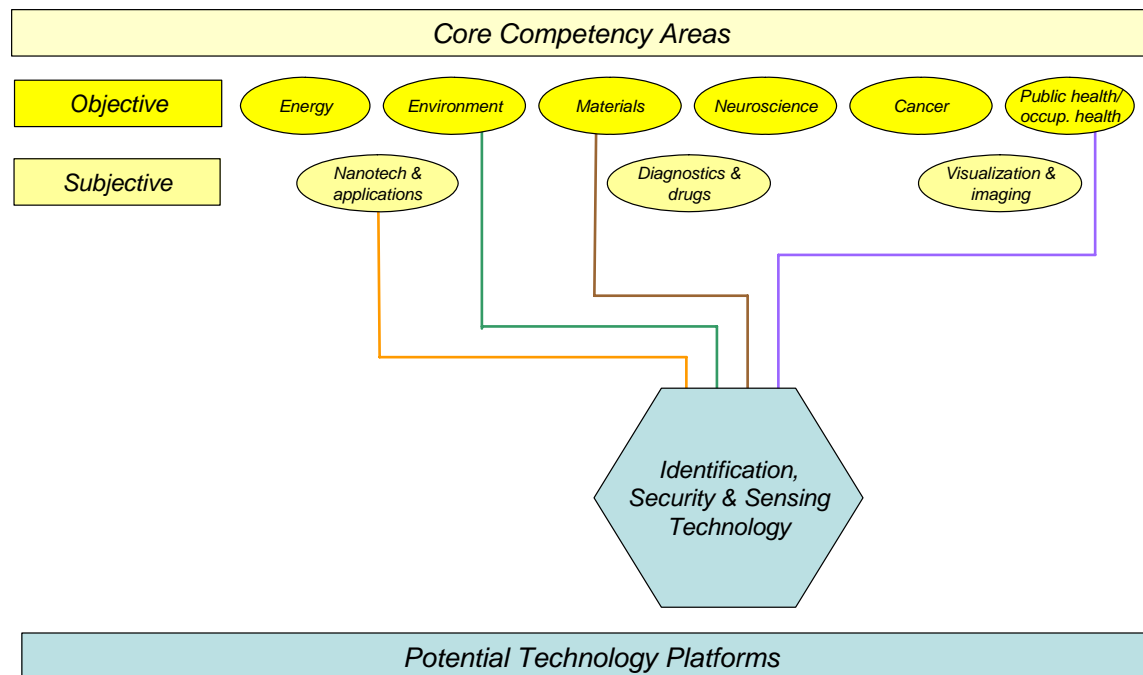 Core Competency Areas
Objective
Energy
Environment
Materials
Neuroscience
Cancer
Public health/
occup. health
Subjective
Nanotech &
applications
Diagnostics &
drugs
Visualization &
imaging
Identification,
Security & Sensing
Technology
Potential Technology Platforms